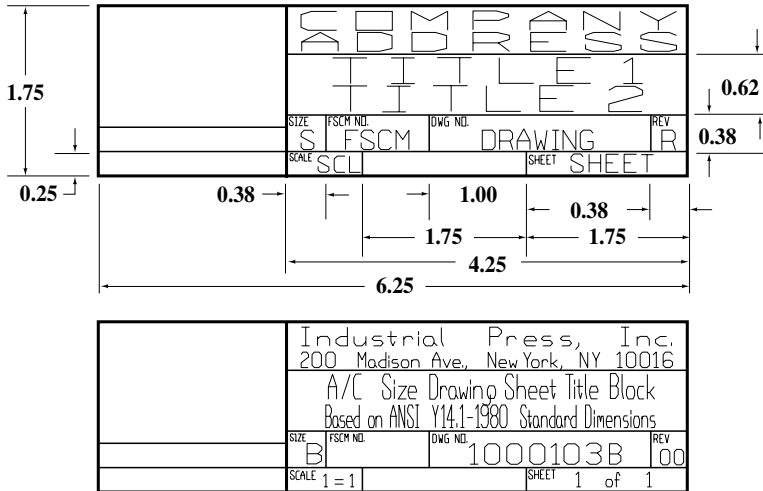 COMPANY
ADDRESS
TITLE 1
TITLE 2
1.75
0.62
SIZE FSCM NO. DWG NO. REV
S FSCM DRAWING R
0.38
SCALE SCL SHEET SHEET
0.25
0.38
1.00
0.38
1.75
1.75
4.25
6.25
Industrial Press, Inc.
200 Madison Ave., New York, NY 10016
A/C Size Drawing Sheet Title Block
Based on ANSI Y14.1-1980 Standard Dimensions
SIZE FSCM NO. DWG NO. REV
B 1000103B 00
SCALE 1=1 SHEET 1 of 1